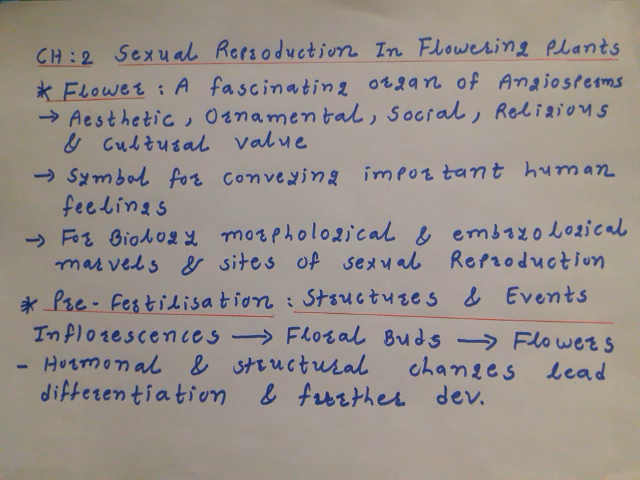 CH:2 Sexual Reproduction In Flowering Plants
* Flower : A fascinating organ of Angiosperms
→ Aesthetic, Ornamental, Social, Religious
& Cultural value
→ Symbol for conveying important human
feelings
→ For Biology morphological & embryological
marvels & sites of sexual Reproduction
* Pre-Fertilisation : Structures & Events
Inflorescences → Floral Buds → Flowers
- Hormonal & structural changes lead
differentiation & further dev.